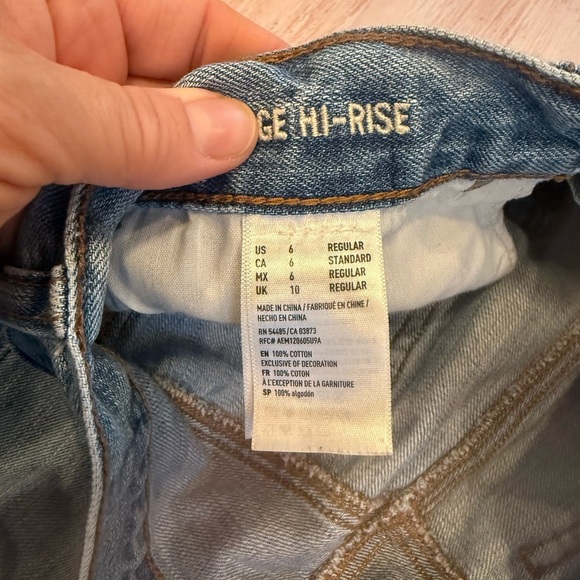 GE HI-RISE
US 6 REGULAR
CA 6 STANDARD
MX 6 REGULAR
UK 10 REGULAR
MADE IN CHINA / FABRIQUÉ EN CHINE /
HECHO EN CHINA
RN 54485/CA 03873
RFC# AEM120605U9A
EN 100% COTTON
EXCLUSIVE OF DECORATION
FR 100% COTON
À L'EXCEPTION DE LA GARNITURE
SP 100% algodón